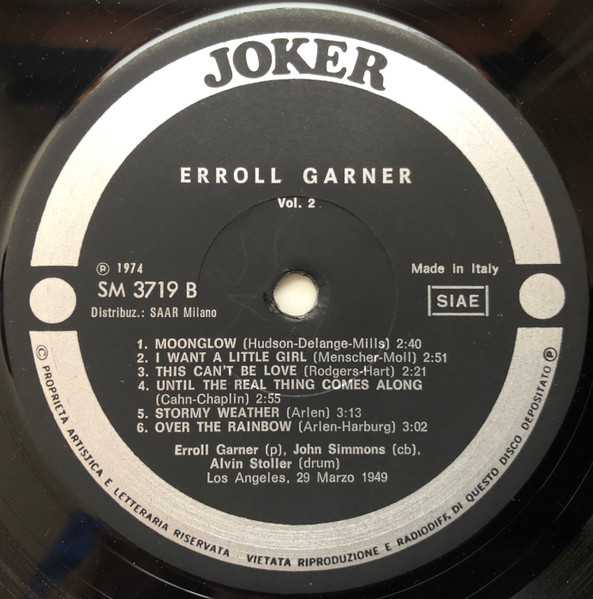 JOKER
ERROLL GARNER
Vol. 2
℗ 1974
SM 3719 B
Distribuz.: SAAR Milano
Made in Italy
SIAE
1. MOONGLOW (Hudson-Delange-Mills) 2:40
2. I WANT A LITTLE GIRL (Menscher-Moll) 2:51
3. THIS CAN'T BE LOVE (Rodgers-Hart) 2:21
4. UNTIL THE REAL THING COMES ALONG
(Cahn-Chaplin) 2:55
5. STORMY WEATHER (Arlen) 3:13
6. OVER THE RAINBOW (Arlen-Harburg) 3:02
Erroll Garner (p), John Simmons (cb),
Alvin Stoller (drum)
Los Angeles, 29 Marzo 1949
© PROPRIETÀ ARTISTICA E LETTERARIA RISERVATA VIETATA RIPRODUZIONE E RADIODIFF. DI QUESTO DISCO DEPOSITATO ℗